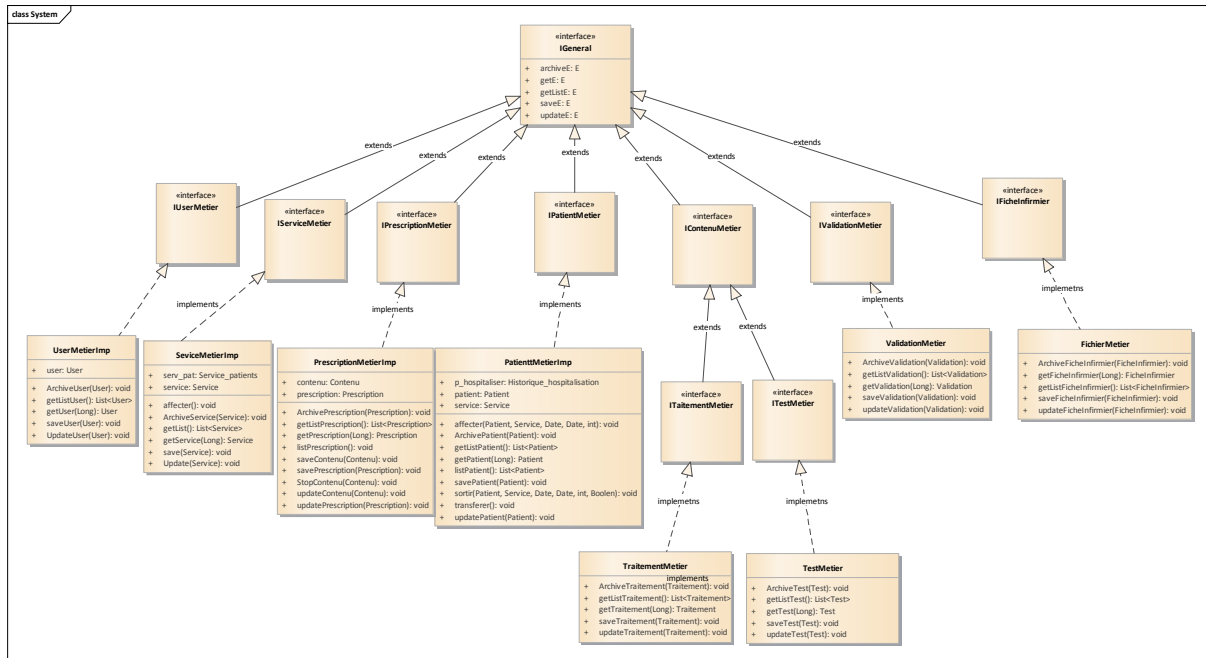 class System
«interface»
IGeneral
+ archiveE: E
+ getE: E
+ getListE: E
+ saveE: E
+ updateE: E
extends
extends
extends
extends
extends
extends
extends
«interface»
IUserMetier
«interface»
IServiceMetier
«interface»
IPrescriptionMetier
«interface»
IPatientMetier
«interface»
IContenuMetier
«interface»
IValidationMetier
«interface»
IFicheInfirmier
implements
implements
implements
implements
implemetns
extends
extends
UserMetierImp
+ user: User
+ ArchiveUser(User): void
+ getListUser(): List<User>
+ getUser(Long): User
+ saveUser(User): void
+ UpdateUser(User): void
SeviceMetierImp
+ serv_pat: Service_patients
+ service: Service
+ affecter(): void
+ ArchiveService(Service): void
+ getList(): List<Service>
+ getService(Long): Service
+ save(Service): void
+ Update(Service): void
PrescriptionMetierImp
+ contenu: Contenu
+ prescription: Prescription
+ ArchivePrescription(Prescription): void
+ getListPrescription(): List<Prescription>
+ getPrescription(Long): Prescription
+ listPrescription(): void
+ saveContenu(Contenu): void
+ savePrescription(Prescription): void
+ StopContenu(Contenu): void
+ updateContenu(Contenu): void
+ updatePrescription(Prescription): void
PatienttMetierImp
+ p_hospitaliser: Historique_hospitalisation
+ patient: Patient
+ service: Service
+ affecter(Patient, Service, Date, Date, int): void
+ ArchivePatient(Patient): void
+ getListPatient(): List<Patient>
+ getPatient(Long): Patient
+ listPatient(): List<Patient>
+ savePatient(Patient): void
+ sortir(Patient, Service, Date, Date, int, Boolen): void
+ transferer(): void
+ updatePatient(Patient): void
ValidationMetier
+ ArchiveValidation(Validation): void
+ getListValidation(): List<Validation>
+ getValidation(Long): Validation
+ saveValidation(Validation): void
+ updateValidation(Validation): void
FichierMetier
+ ArchiveFicheInfirmier(FicheInfirmier): void
+ getFicheInfirmier(Long): FicheInfirmier
+ getListFicheInfirmier(): List<FicheInfirmier>
+ saveFicheInfirmier(FicheInfirmier): void
+ updateFicheInfirmier(FicheInfirmier): void
«interface»
ITaitementMetier
«interface»
ITestMetier
implemetns
implemetns
TraitementMetier
implements
+ ArchiveTraitement(Traitement): void
+ getListTraitement(): List<Traitement>
+ getTraitement(Long): Traitement
+ saveTraitement(Traitement): void
+ updateTraitement(Traitement): void
TestMetier
+ ArchiveTest(Test): void
+ getListTest(): List<Test>
+ getTest(Long): Test
+ saveTest(Test): void
+ updateTest(Test): void